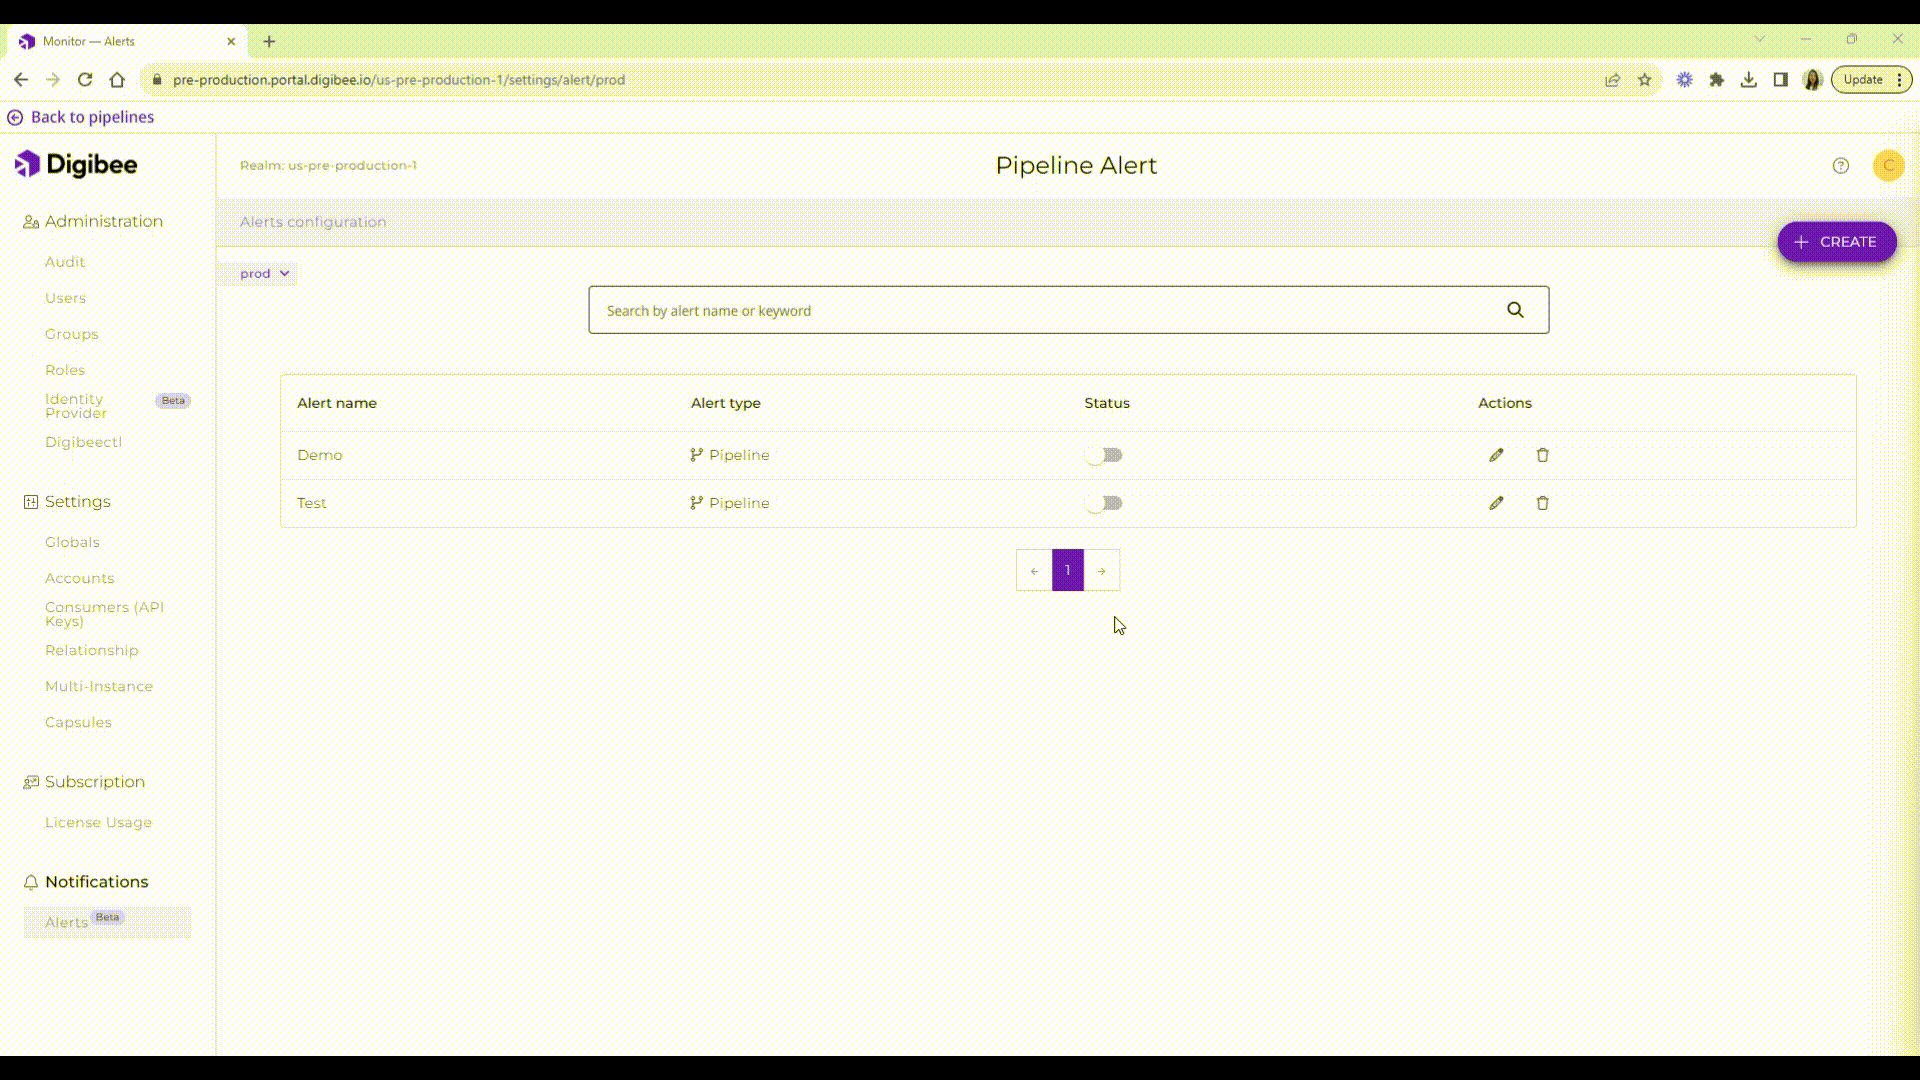 Monitor — Alerts
pre-production.portal.digibee.io/us-pre-production-1/settings/alert/prod
Update
Back to pipelines
Digibee
Realm: us-pre-production-1
Pipeline Alert
C
Administration
Alerts configuration
CREATE
Audit
prod
Users
Search by alert name or keyword
Groups
Roles
Identity Provider
Beta
Digibeectl
Alert name
Alert type
Status
Actions
Demo
Pipeline
Test
Pipeline
1
Settings
Globals
Accounts
Consumers (API
Keys)
Relationship
Multi-Instance
Capsules
Subscription
License Usage
Notifications
Alerts
Beta